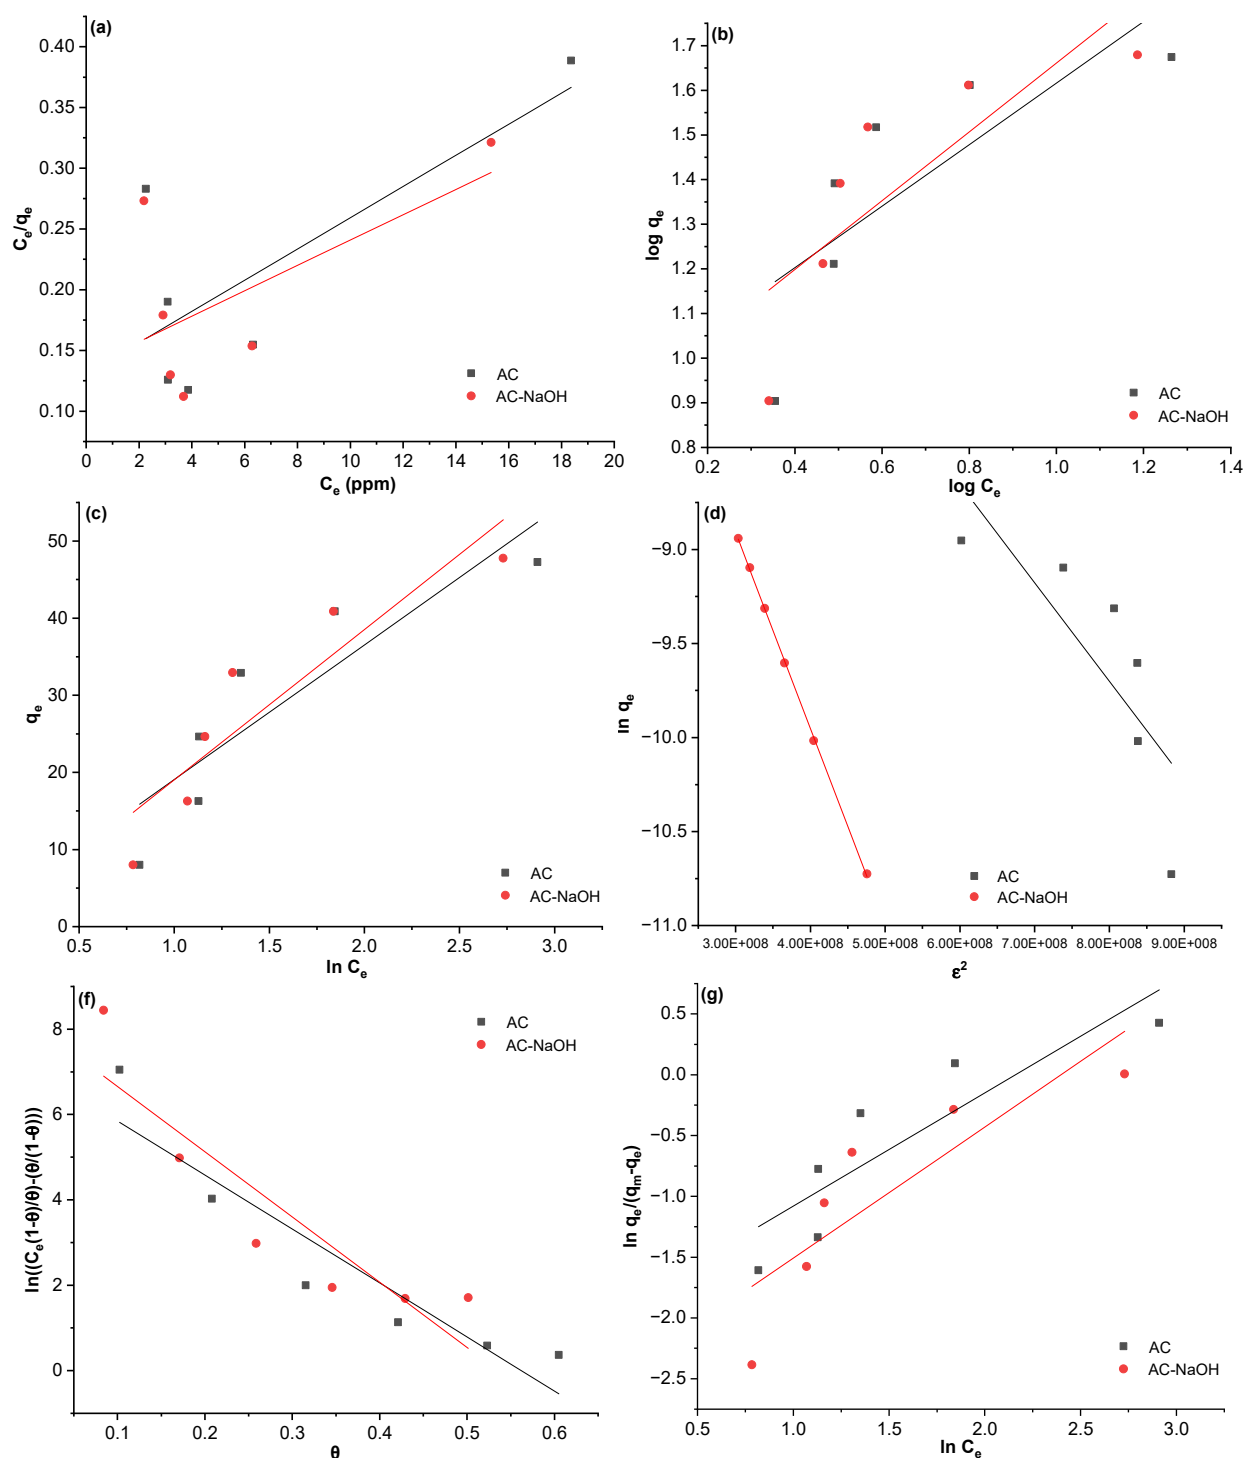 (a)
0.40
0.35
0.30
0.25
0.20
0.15
0.10
Ce/qe
AC
AC-NaOH
0 2 4 6 8 10 12 14 16 18 20
Ce (ppm)
(b)
1.7
1.6
1.5
1.4
1.3
1.2
1.1
1.0
0.9
0.8
log qe
AC
AC-NaOH
0.2 0.4 0.6 0.8 1.0 1.2 1.4
log Ce
(c)
50
40
30
20
10
0
qe
AC
AC-NaOH
0.5 1.0 1.5 2.0 2.5 3.0
ln Ce
(d)
−9.0
−9.5
−10.0
−10.5
−11.0
ln qe
AC
AC-NaOH
3.00E+008 4.00E+008 5.00E+008 6.00E+008 7.00E+008 8.00E+008 9.00E+008
ε²
(f)
8
6
4
2
0
ln((Ce(1-θ)/θ)-(θ/(1-θ)))
AC
AC-NaOH
0.1 0.2 0.3 0.4 0.5 0.6
θ
(g)
0.5
0.0
−0.5
−1.0
−1.5
−2.0
−2.5
ln qe/(qm-qe)
AC
AC-NaOH
0.5 1.0 1.5 2.0 2.5 3.0
ln Ce